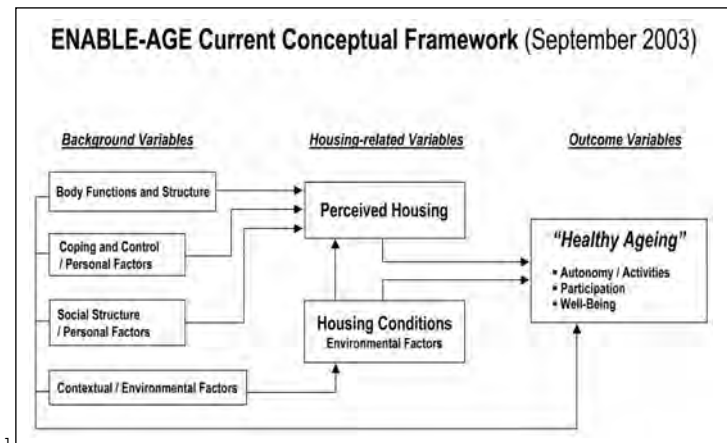 ENABLE-AGE Current Conceptual Framework (September 2003)
Background Variables
Housing-related Variables
Outcome Variables
Body Functions and Structure
Coping and Control
/ Personal Factors
Social Structure
/ Personal Factors
Contextual / Environmental Factors
Perceived Housing
Housing Conditions
Environmental Factors
“Healthy Ageing”
▪ Autonomy / Activities
▪ Participation
▪ Well-Being
1